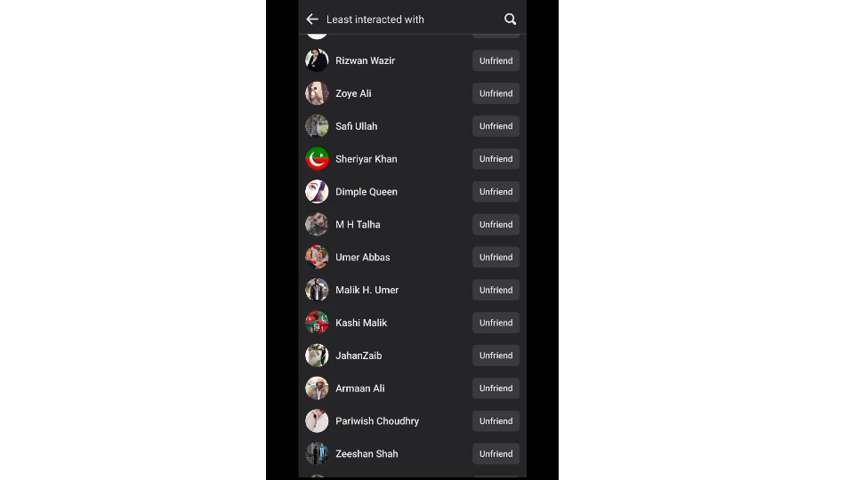 Least interacted with
Rizwan Wazir Unfriend
Zoye Ali Unfriend
Safi Ullah Unfriend
Sheriyar Khan Unfriend
Dimple Queen Unfriend
M H Talha Unfriend
Umer Abbas Unfriend
Malik H. Umer Unfriend
Kashi Malik Unfriend
JahanZaib Unfriend
Armaan Ali Unfriend
Pariwish Choudhry Unfriend
Zeeshan Shah Unfriend